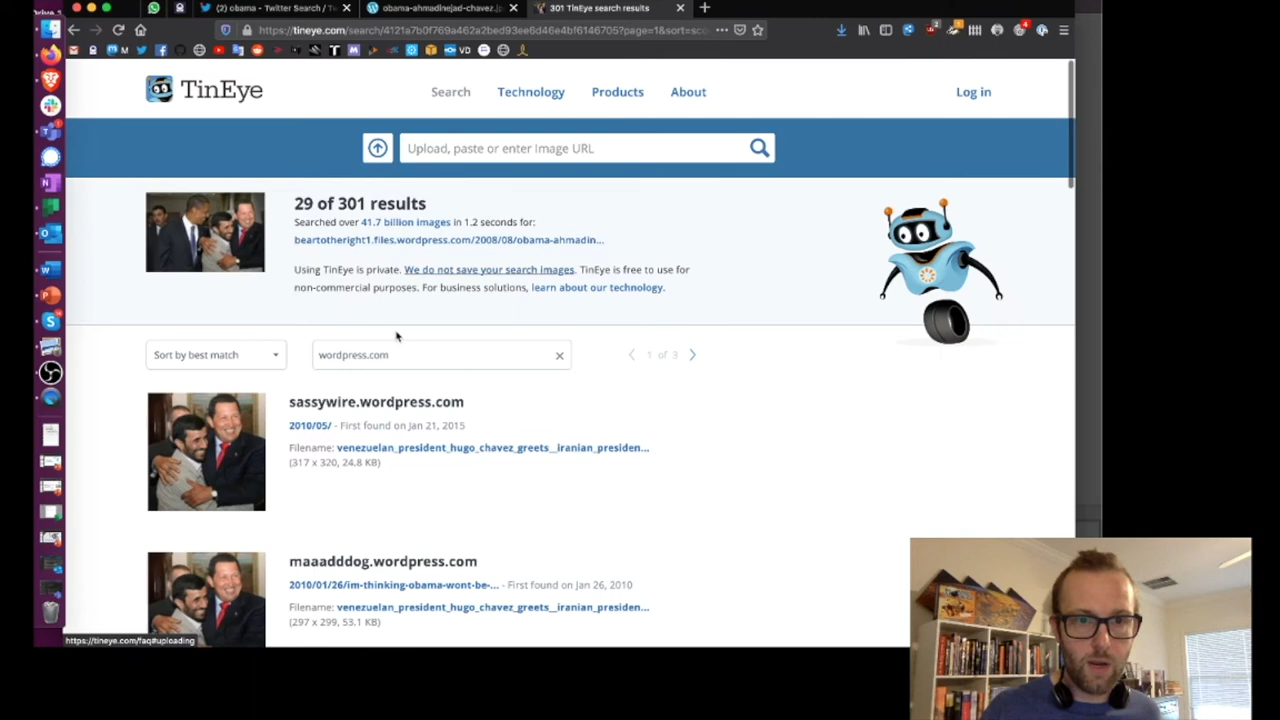 (2) obama - Twitter Search / Tw
obama-ahmadinejad-chavez.jp
301 TinEye search results
https://tineye.com/search/4121a7b0f769a462a2bed93ee6d46e4bf6146705?page=1&sort=sco
TinEye
Search
Technology
Products
About
Log in
Upload, paste or enter Image URL
29 of 301 results
Searched over 41.7 billion images in 1.2 seconds for:
beartotheright1.files.wordpress.com/2008/08/obama-ahmadin...
Using TinEye is private. We do not save your search images. TinEye is free to use for
non-commercial purposes. For business solutions, learn about our technology.
Sort by best match
wordpress.com
1 of 3
sassywire.wordpress.com
2010/05/ - First found on Jan 21, 2015
Filename: venezuelan_president_hugo_chavez_greets__iranian_presiden...
(317 x 320, 24.8 KB)
maaadddog.wordpress.com
2010/01/26/im-thinking-obama-wont-be-... - First found on Jan 26, 2010
Filename: venezuelan_president_hugo_chavez_greets__iranian_presiden...
(297 x 299, 53.1 KB)
https://tineye.com/faq#uploading